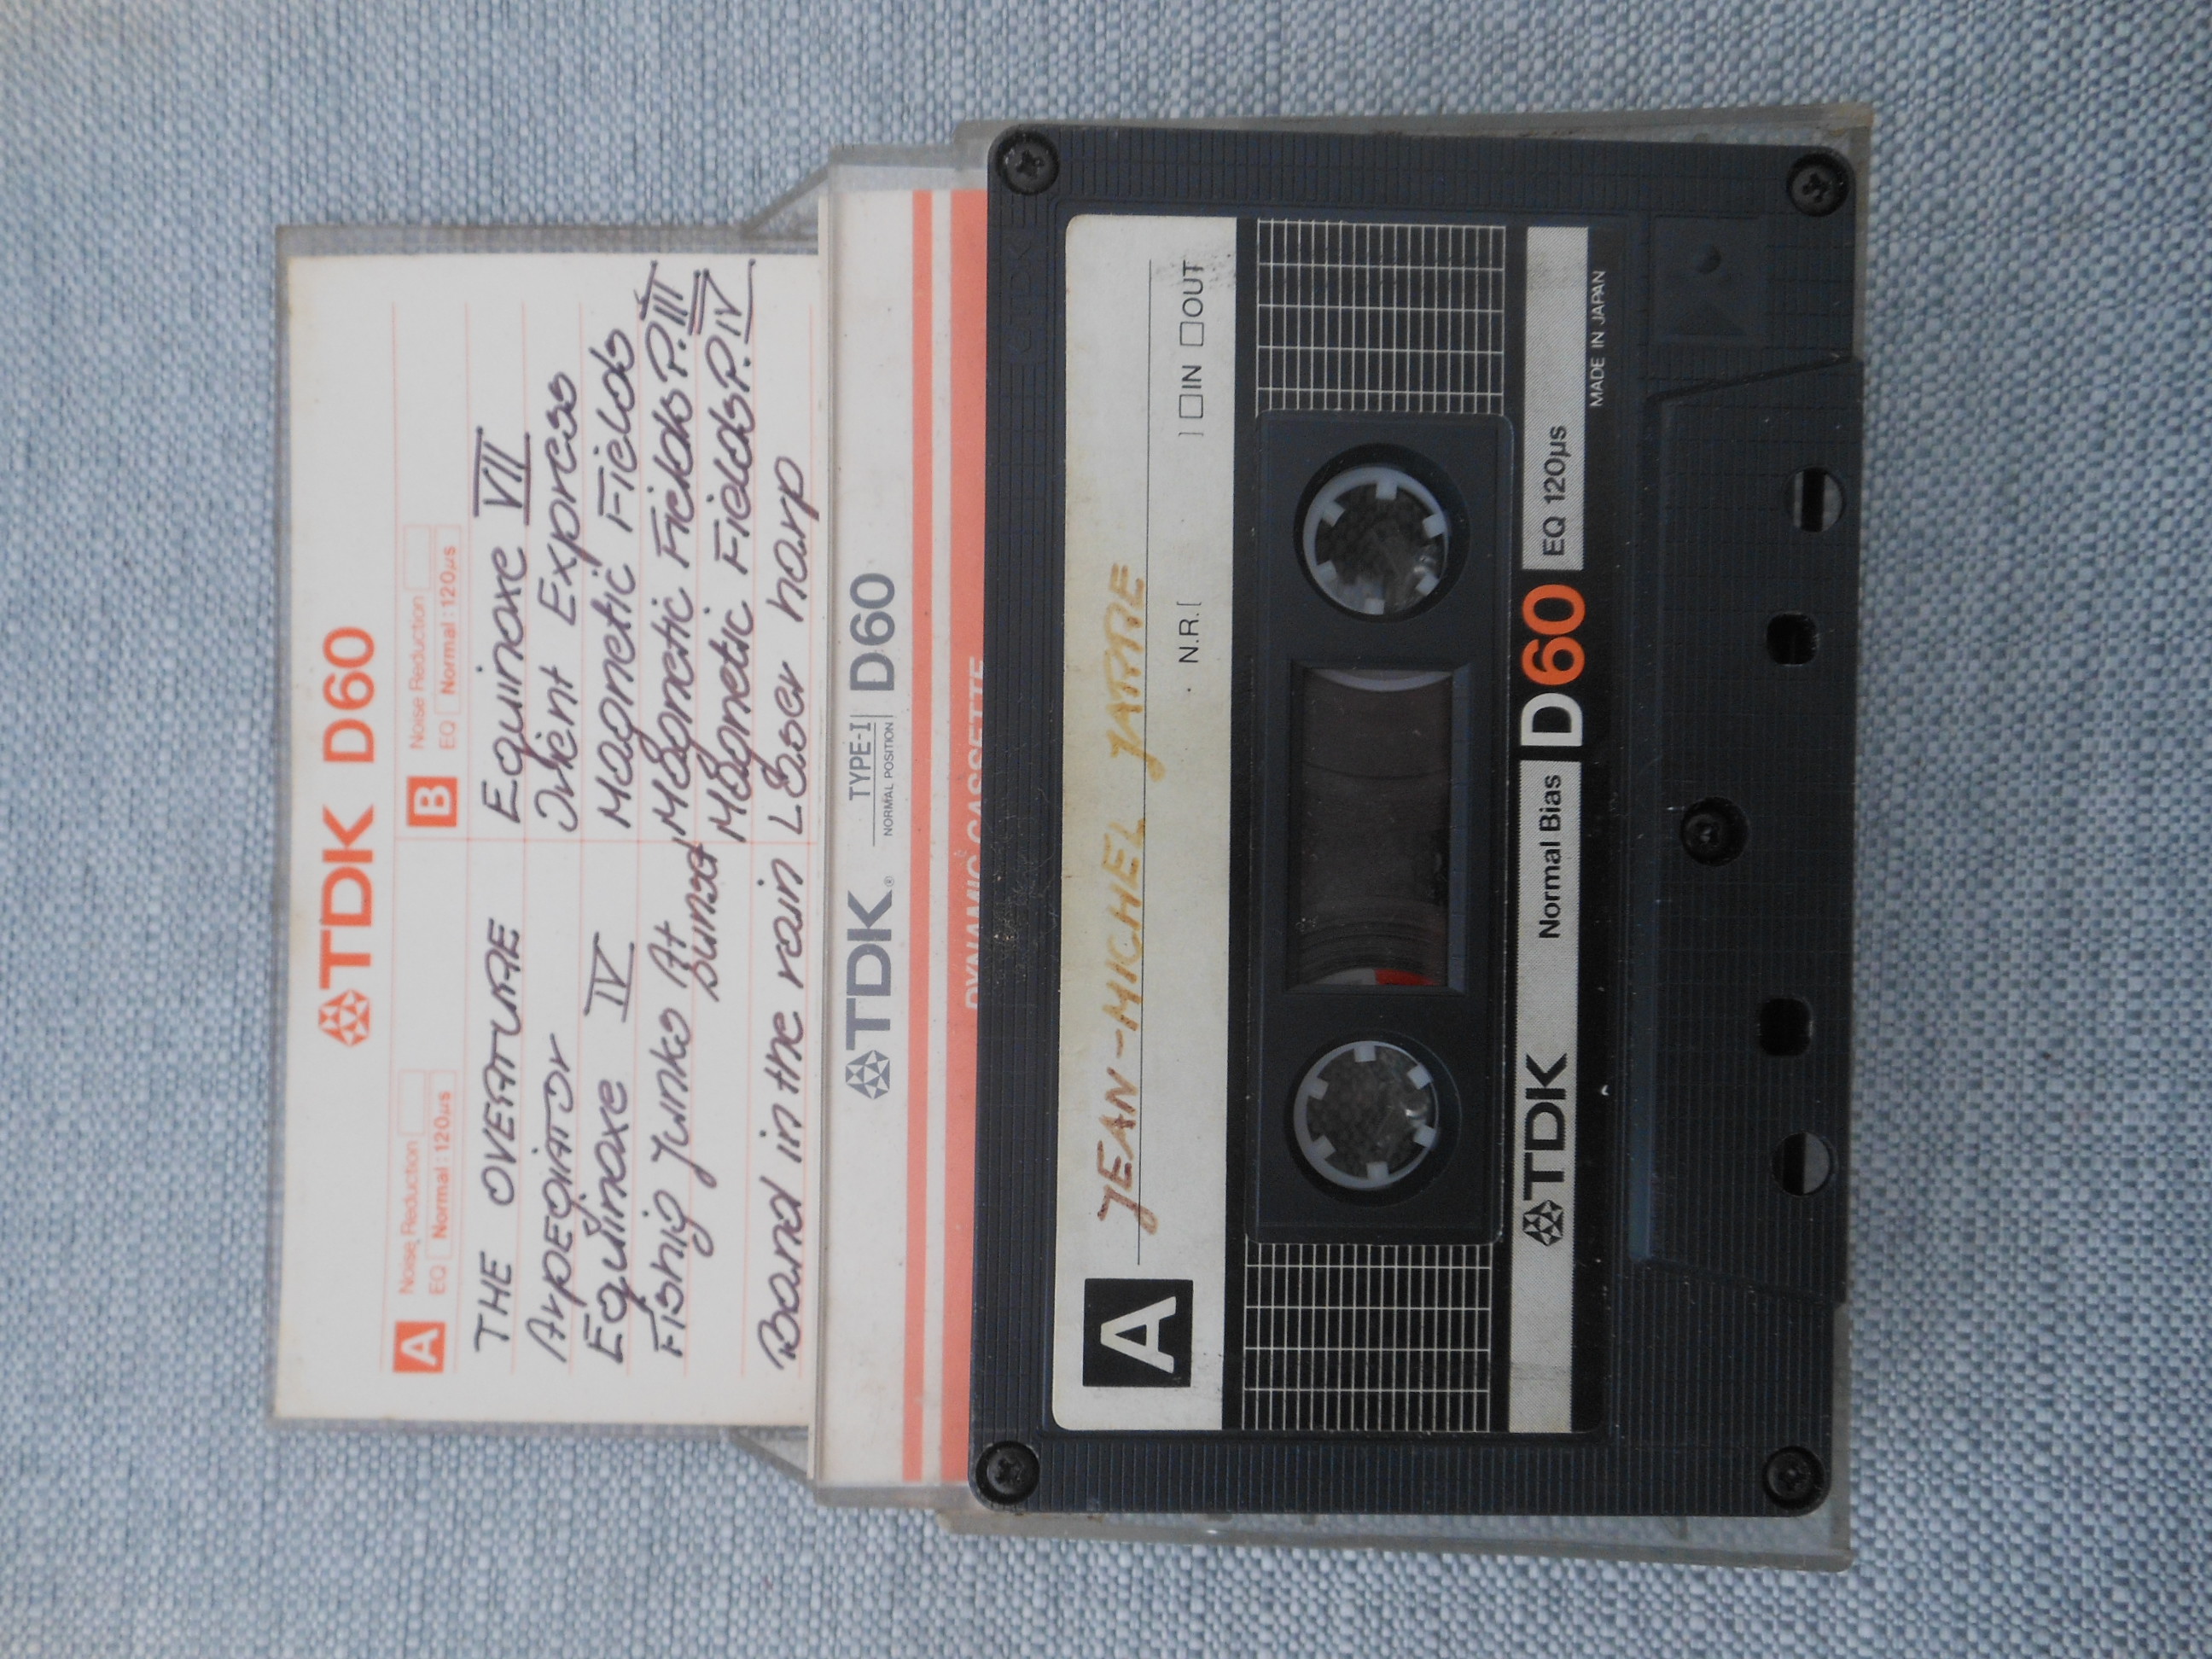 TDK D60
A Noise Reduction
EQ Normal : 120µs
THE OVERTURE
Arpegiator
Equinoxe IV
Fishig Junks At
sunset
Band in the rain
B Noise Reduction
EQ Normal : 120µs
Equinoxe VII
Orient Express
Magnetic Fields
Magnetic Fields P.III
Magnetic Fields P.IV
Laser harp
TDK® TYPE-I NORMAL POSITION D60
DYNAMIC CASSETTE
A JEAN-MICHEL JARRE
N.R. [ ] IN OUT
TDK Normal Bias D60 EQ 120µs
MADE IN JAPAN